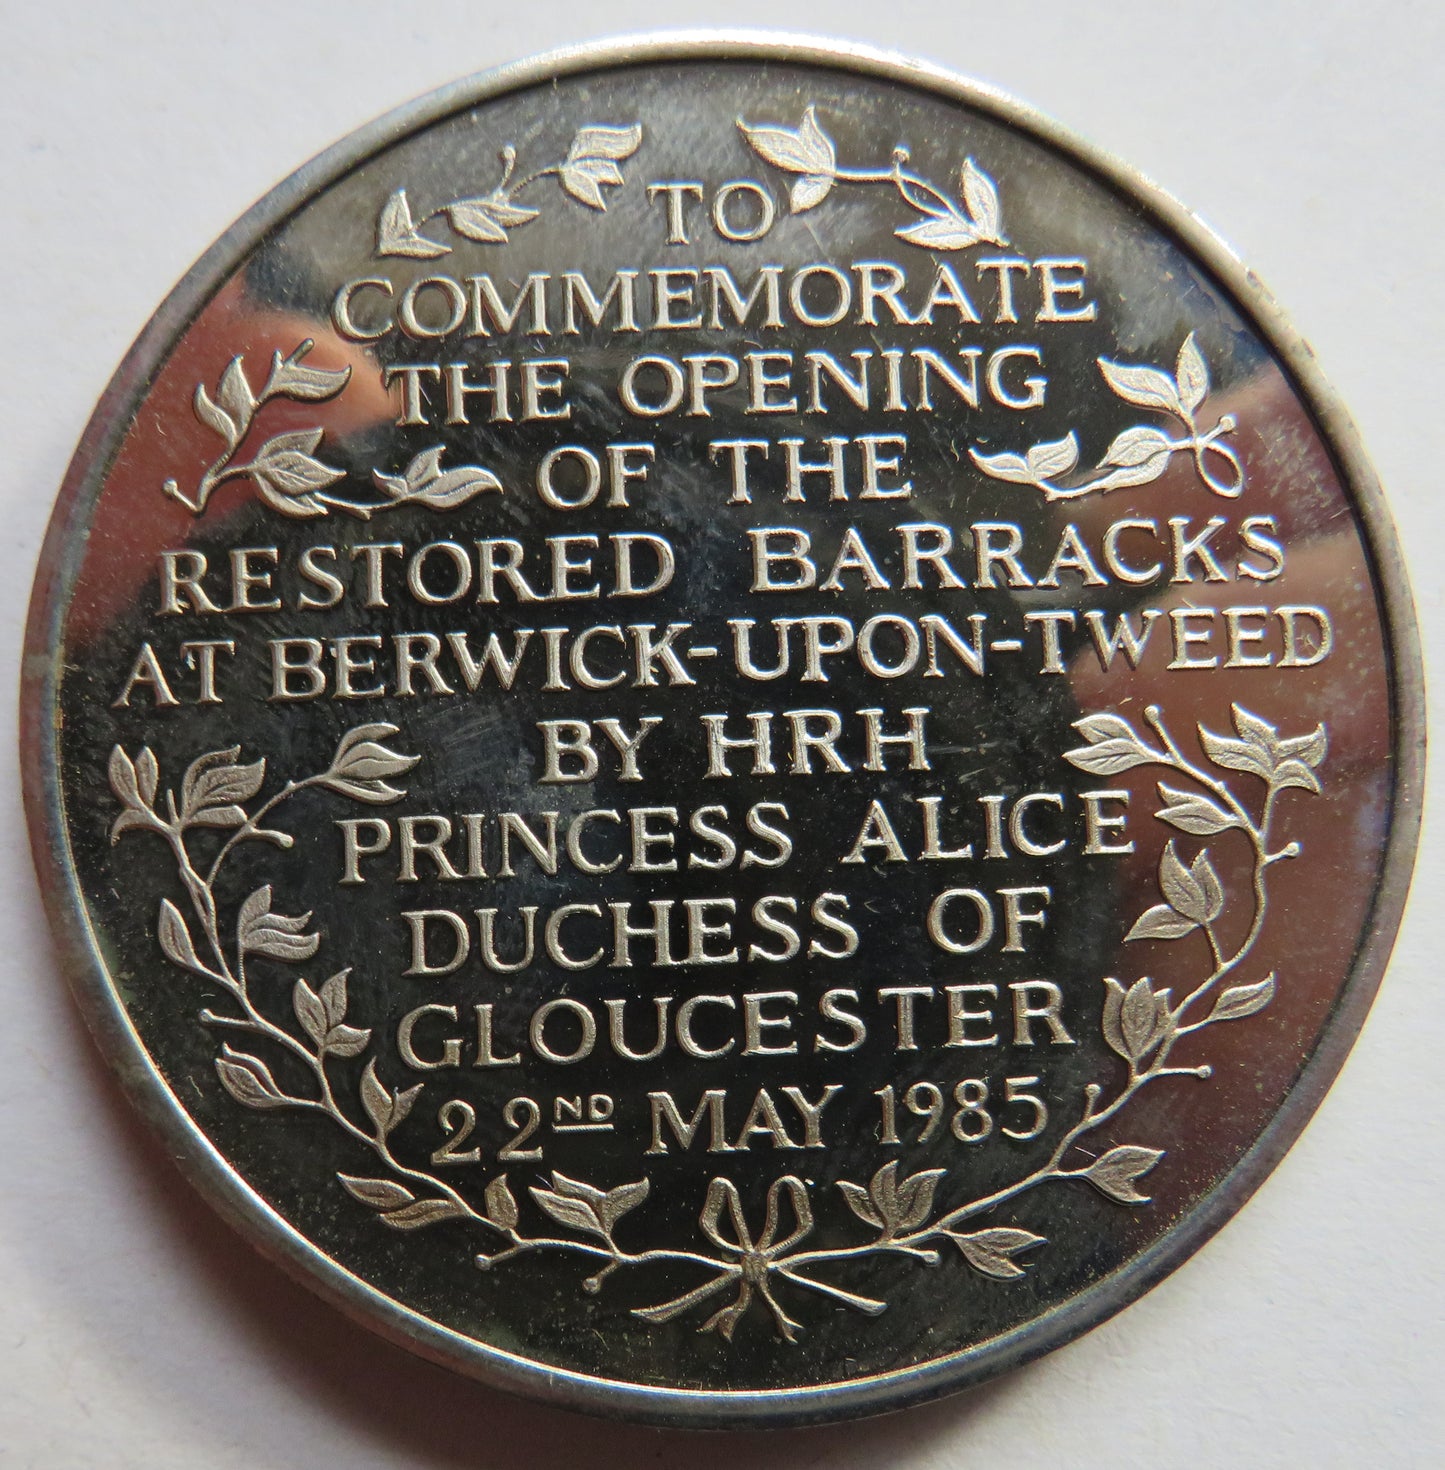 TO
COMMEMORATE
THE OPENING
OF THE
RESTORED BARRACKS
AT BERWICK-UPON-TWEED
BY HRH
PRINCESS ALICE
DUCHESS OF
GLOUCESTER
22ND MAY 1985